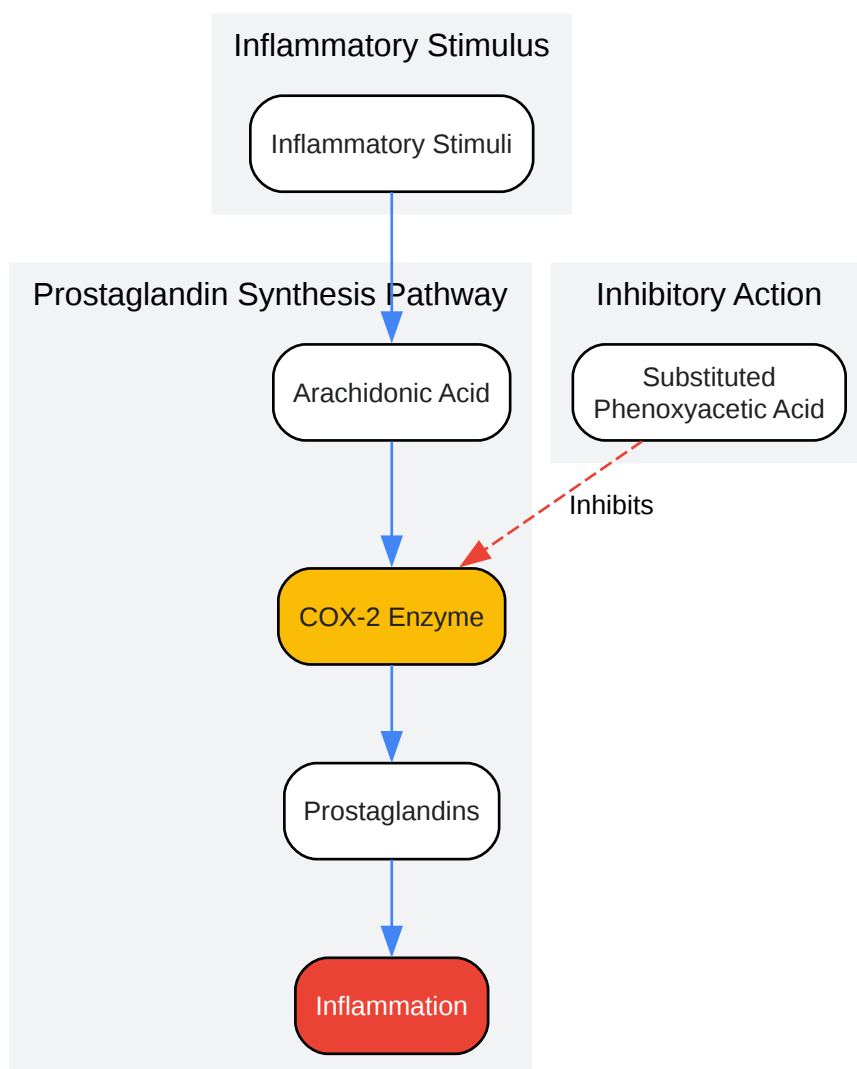 Inflammatory Stimulus
Inflammatory Stimuli
Prostaglandin Synthesis Pathway
Inhibitory Action
Arachidonic Acid
Substituted
Phenoxyacetic Acid
Inhibits
COX-2 Enzyme
Prostaglandins
Inflammation